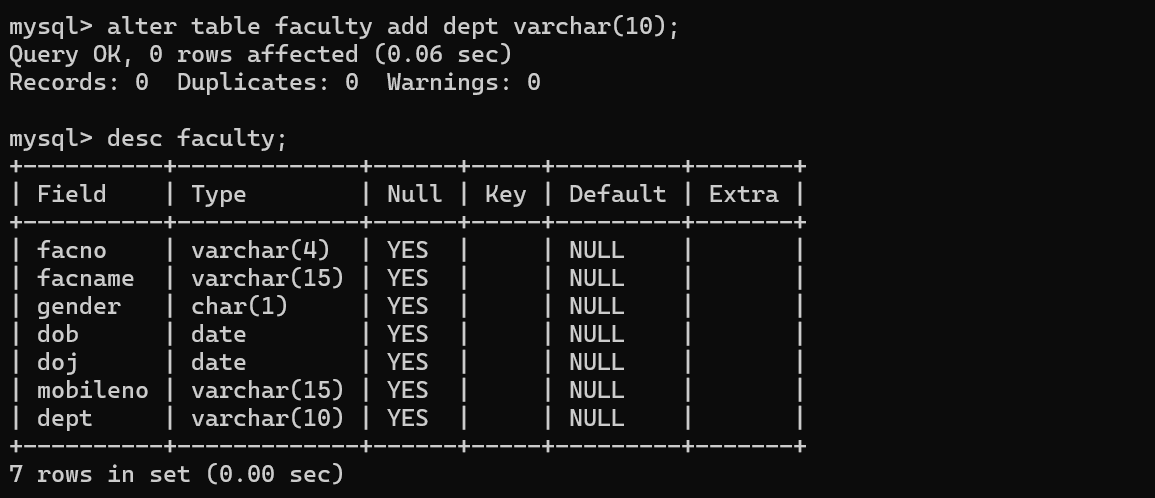 mysql> alter table faculty add dept varchar(10);
Query OK, 0 rows affected (0.06 sec)
Records: 0  Duplicates: 0  Warnings: 0

mysql> desc faculty;
+----------+-------------+------+-----+---------+-------+
| Field    | Type        | Null | Key | Default | Extra |
+----------+-------------+------+-----+---------+-------+
| facno    | varchar(4)  | YES  |     | NULL    |       |
| facname  | varchar(15) | YES  |     | NULL    |       |
| gender   | char(1)     | YES  |     | NULL    |       |
| dob      | date        | YES  |     | NULL    |       |
| doj      | date        | YES  |     | NULL    |       |
| mobileno | varchar(15) | YES  |     | NULL    |       |
| dept     | varchar(10) | YES  |     | NULL    |       |
+----------+-------------+------+-----+---------+-------+
7 rows in set (0.00 sec)